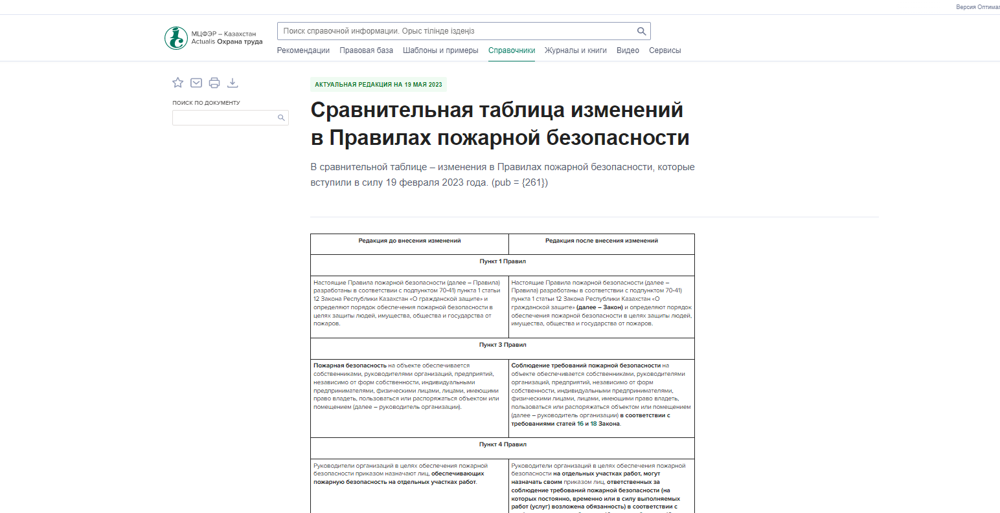 Версия Оптимал
МЦФЭР – Казахстан
Actualis Охрана труда
Поиск справочной информации. Орыс тілінде іздеңіз
Рекомендации Правовая база Шаблоны и примеры Справочники Журналы и книги Видео Сервисы
ПОИСК ПО ДОКУМЕНТУ
АКТУАЛЬНАЯ РЕДАКЦИЯ НА 19 МАЯ 2023
Сравнительная таблица изменений
в Правилах пожарной безопасности
В сравнительной таблице – изменения в Правилах пожарной безопасности, которые
вступили в силу 19 февраля 2023 года. (pub = {261})
Редакция до внесения изменений
Редакция после внесения изменений
Пункт 1 Правил
Настоящие Правила пожарной безопасности (далее – Правила)
разработаны в соответствии с подпунктом 70-41) пункта 1 статьи
12 Закона Республики Казахстан «О гражданской защите» и
определяют порядок обеспечения пожарной безопасности в
целях защиты людей, имущества, общества и государства от
пожаров.
Настоящие Правила пожарной безопасности (далее –
Правила) разработаны в соответствии с подпунктом 70-41)
пункта 1 статьи 12 Закона Республики Казахстан «О
гражданской защите» (далее – Закон) и определяют порядок
обеспечения пожарной безопасности в целях защиты людей,
имущества, общества и государства от пожаров.
Пункт 3 Правил
Пожарная безопасность на объекте обеспечивается
собственниками, руководителями организаций, предприятий,
независимо от форм собственности, индивидуальными
предпринимателями, физическими лицами, лицами, имеющими
право владеть, пользоваться или распоряжаться объектом или
помещением (далее – руководитель организации).
Соблюдение требований пожарной безопасности на
объекте обеспечивается собственниками, руководителями
организаций, предприятий, независимо от форм
собственности, индивидуальными предпринимателями,
физическими лицами, лицами, имеющими право владеть,
пользоваться или распоряжаться объектом или помещением
(далее – руководитель организации) в соответствии с
требованиями статей 16 и 18 Закона.
Пункт 4 Правил
Руководители организаций в целях обеспечения пожарной
безопасности приказом назначают лиц, обеспечивающих
пожарную безопасность на отдельных участках работ.
Руководители организаций в целях обеспечения пожарной
безопасности на отдельных участках работ, могут
назначать своим приказом лиц, ответственных за
соблюдение требований пожарной безопасности (на
которых постоянно, временно или в силу выполняемых
работ (услуг) возложена обязанность) в соответствии с